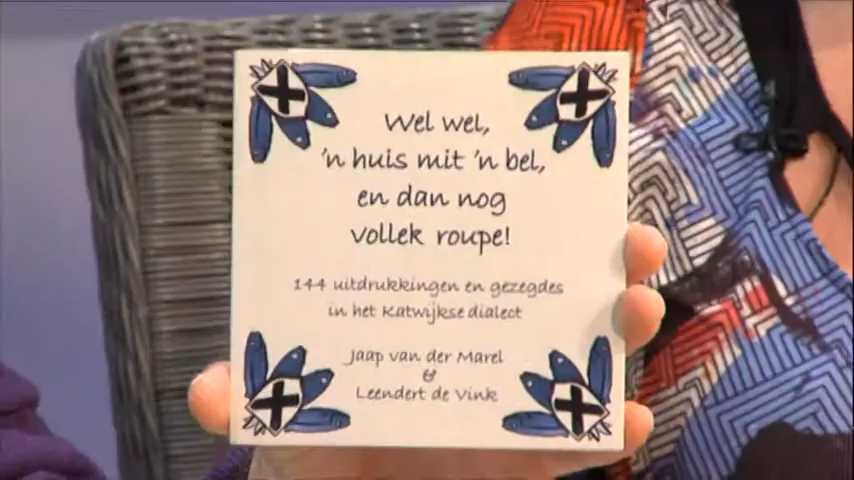 Wel wel,
'n huis mit 'n bel,
en dan nog
vollek roupe!
144 uitdrukkingen en gezegdes
in het Katwijkse dialect
Jaap van der Marel
&
Leendert de Vink